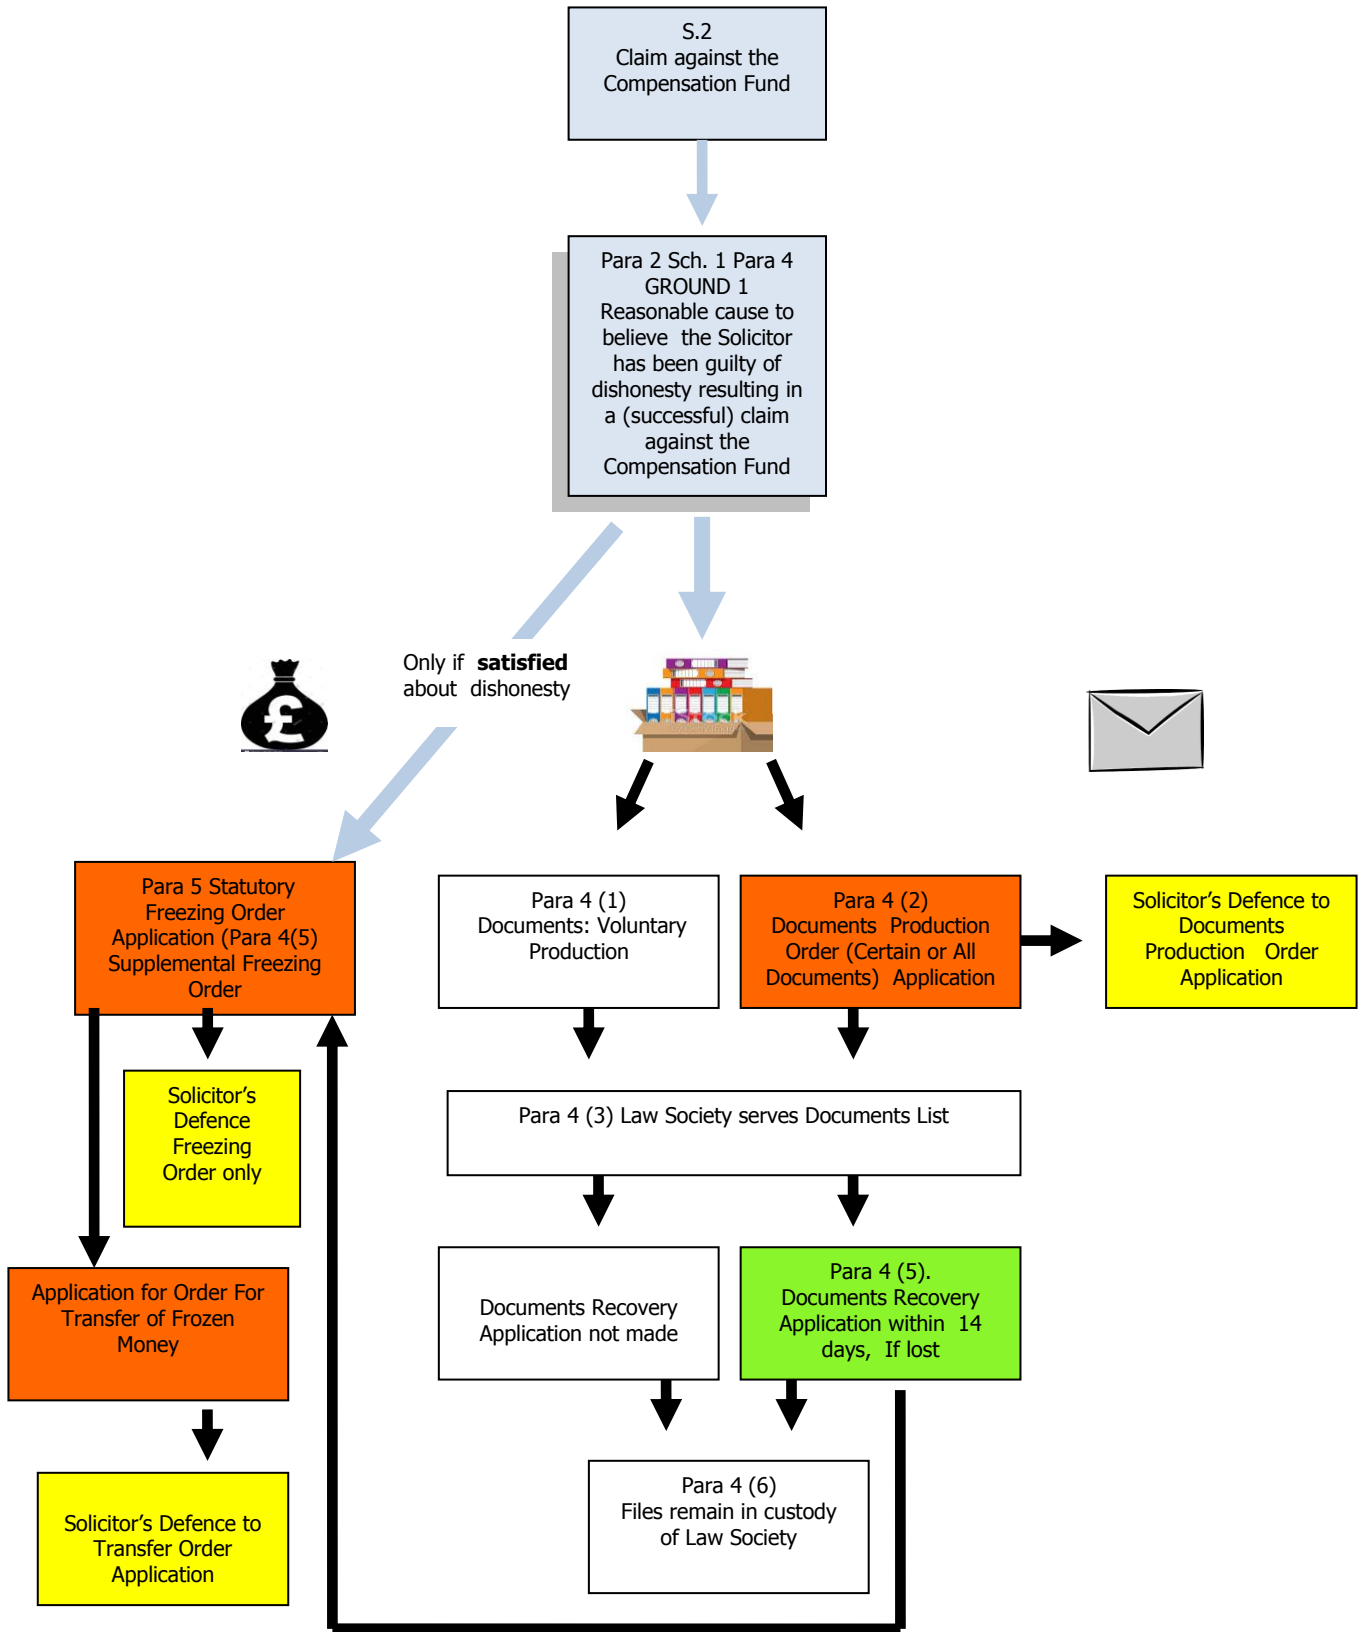 S.2
Claim against the
Compensation Fund
Para 2 Sch. 1 Para 4
GROUND 1
Reasonable cause to
believe the Solicitor
has been guilty of
dishonesty resulting in
a (successful) claim
against the
Compensation Fund
Only if satisfied
about dishonesty
£
Para 5 Statutory
Freezing Order
Application (Para 4(5)
Supplemental Freezing
Order
Para 4 (1)
Documents: Voluntary
Production
Para 4 (2)
Documents Production
Order (Certain or All
Documents) Application
Solicitor’s Defence to
Documents
Production Order
Application
Solicitor’s
Defence
Freezing
Order only
Para 4 (3) Law Society serves Documents List
Application for Order For
Transfer of Frozen
Money
Documents Recovery
Application not made
Para 4 (5).
Documents Recovery
Application within 14
days, If lost
Solicitor’s Defence to
Transfer Order
Application
Para 4 (6)
Files remain in custody
of Law Society